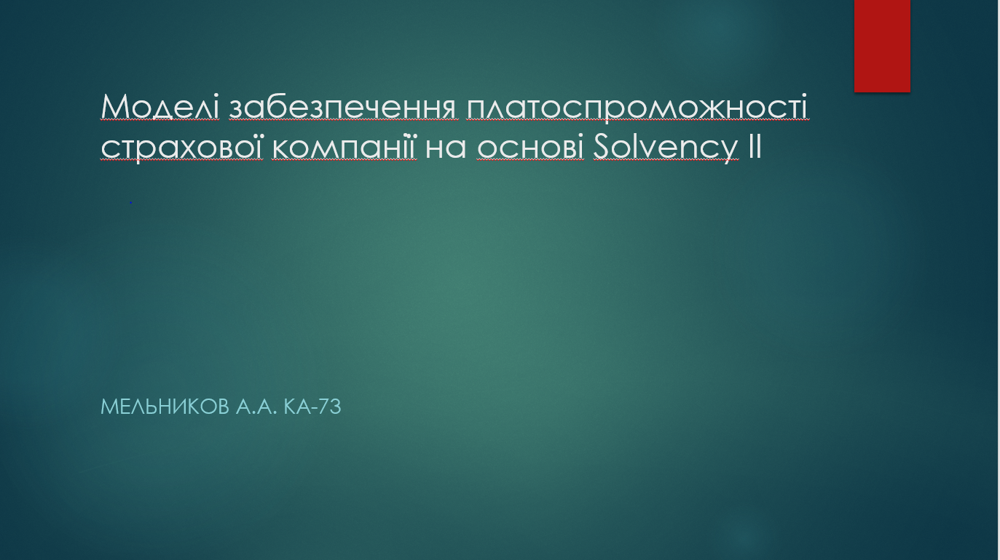 Моделі забезпечення платоспроможності
страхової компанії на основі Solvency II
МЕЛЬНИКОВ А.А. КА-73